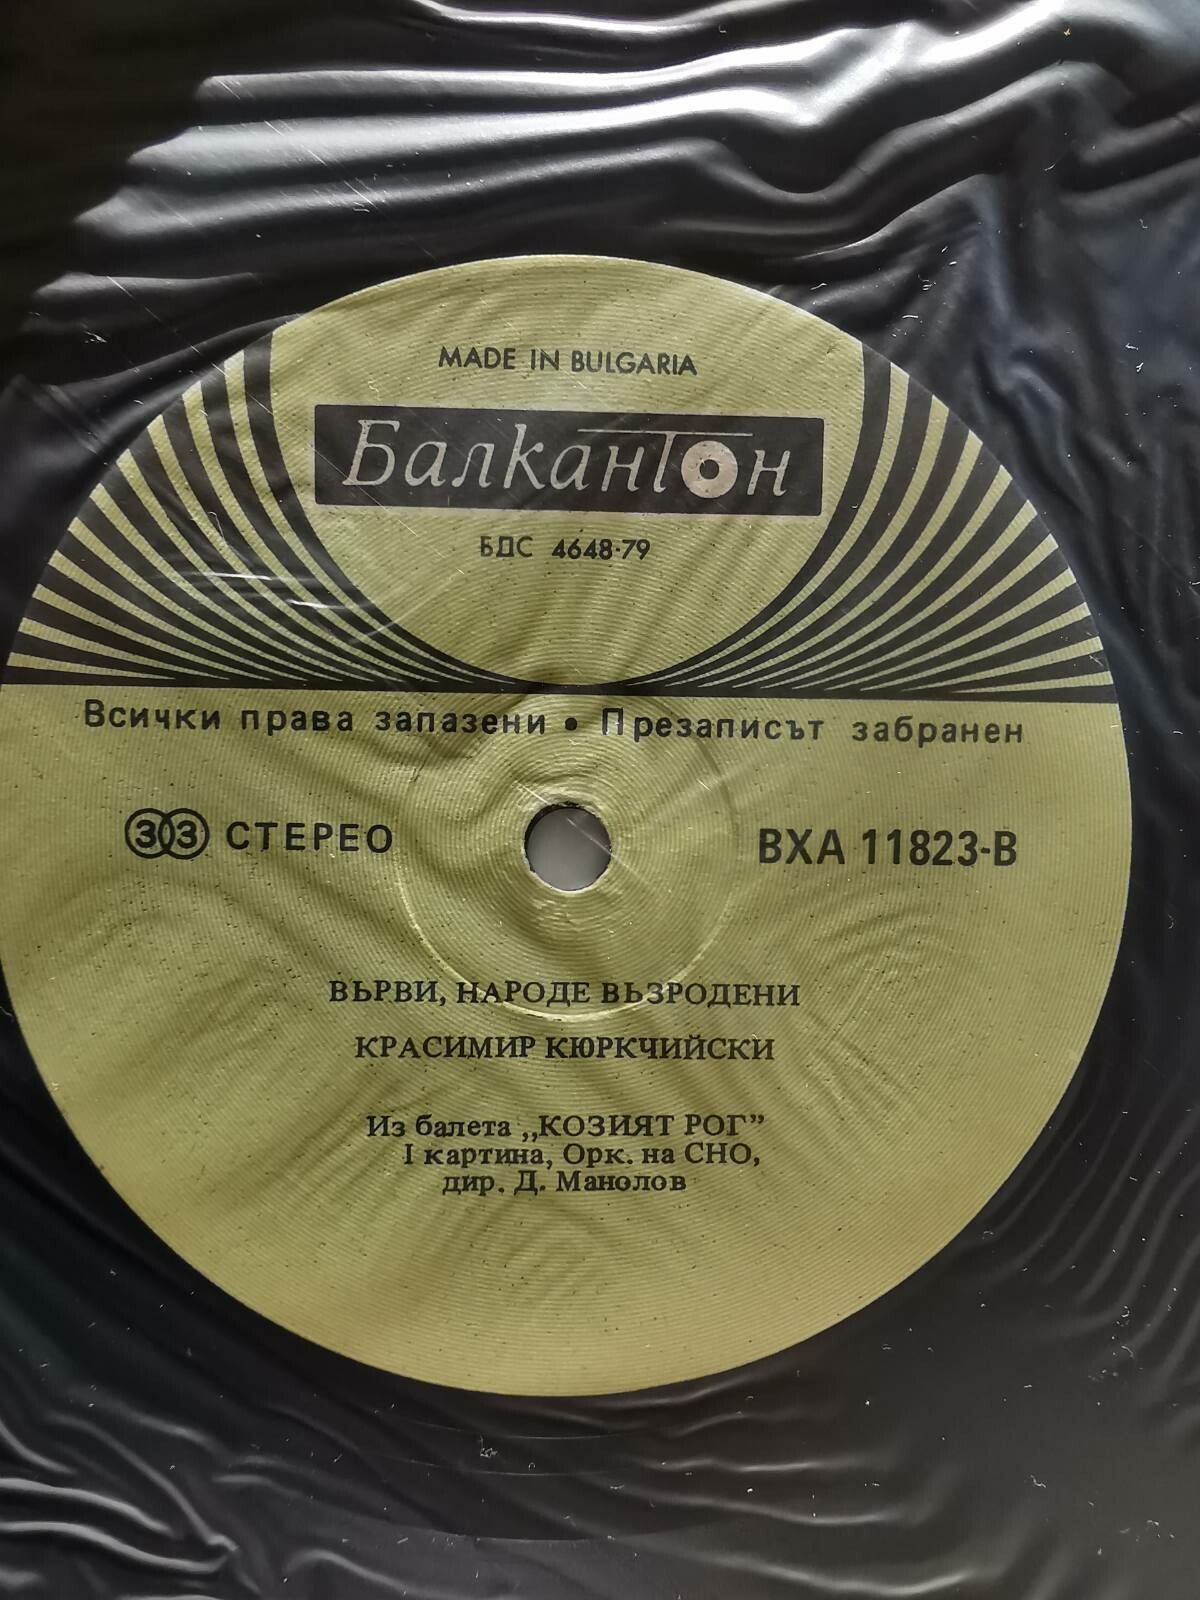 MADE IN BULGARIA
Балкантон
БДС 4648-79
Всички права запазени • Презаписът забранен
33 СТЕРЕО
ВХА 11823-В
ВЪРВИ, НАРОДЕ ВЪЗРОДЕНИ
КРАСИМИР КЮРКЧИЙСКИ
Из балета „КОЗИЯТ РОГ”
I картина, Орк. на СНО,
дир. Д. Манолов